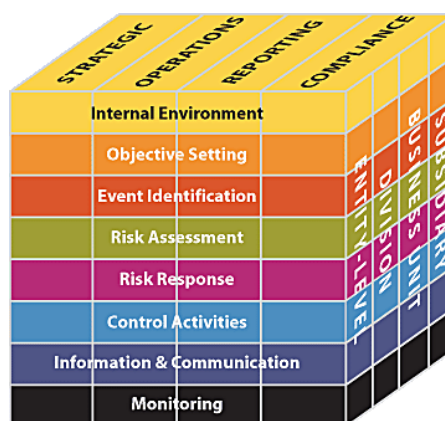 STRATEGIC
OPERATIONS
REPORTING
COMPLIANCE
Internal Environment
Objective Setting
Event Identification
Risk Assessment
Risk Response
Control Activities
Information & Communication
Monitoring
ENTITY-LEVEL
DIVISION
BUSINESS UNIT
SUBSIDIARY